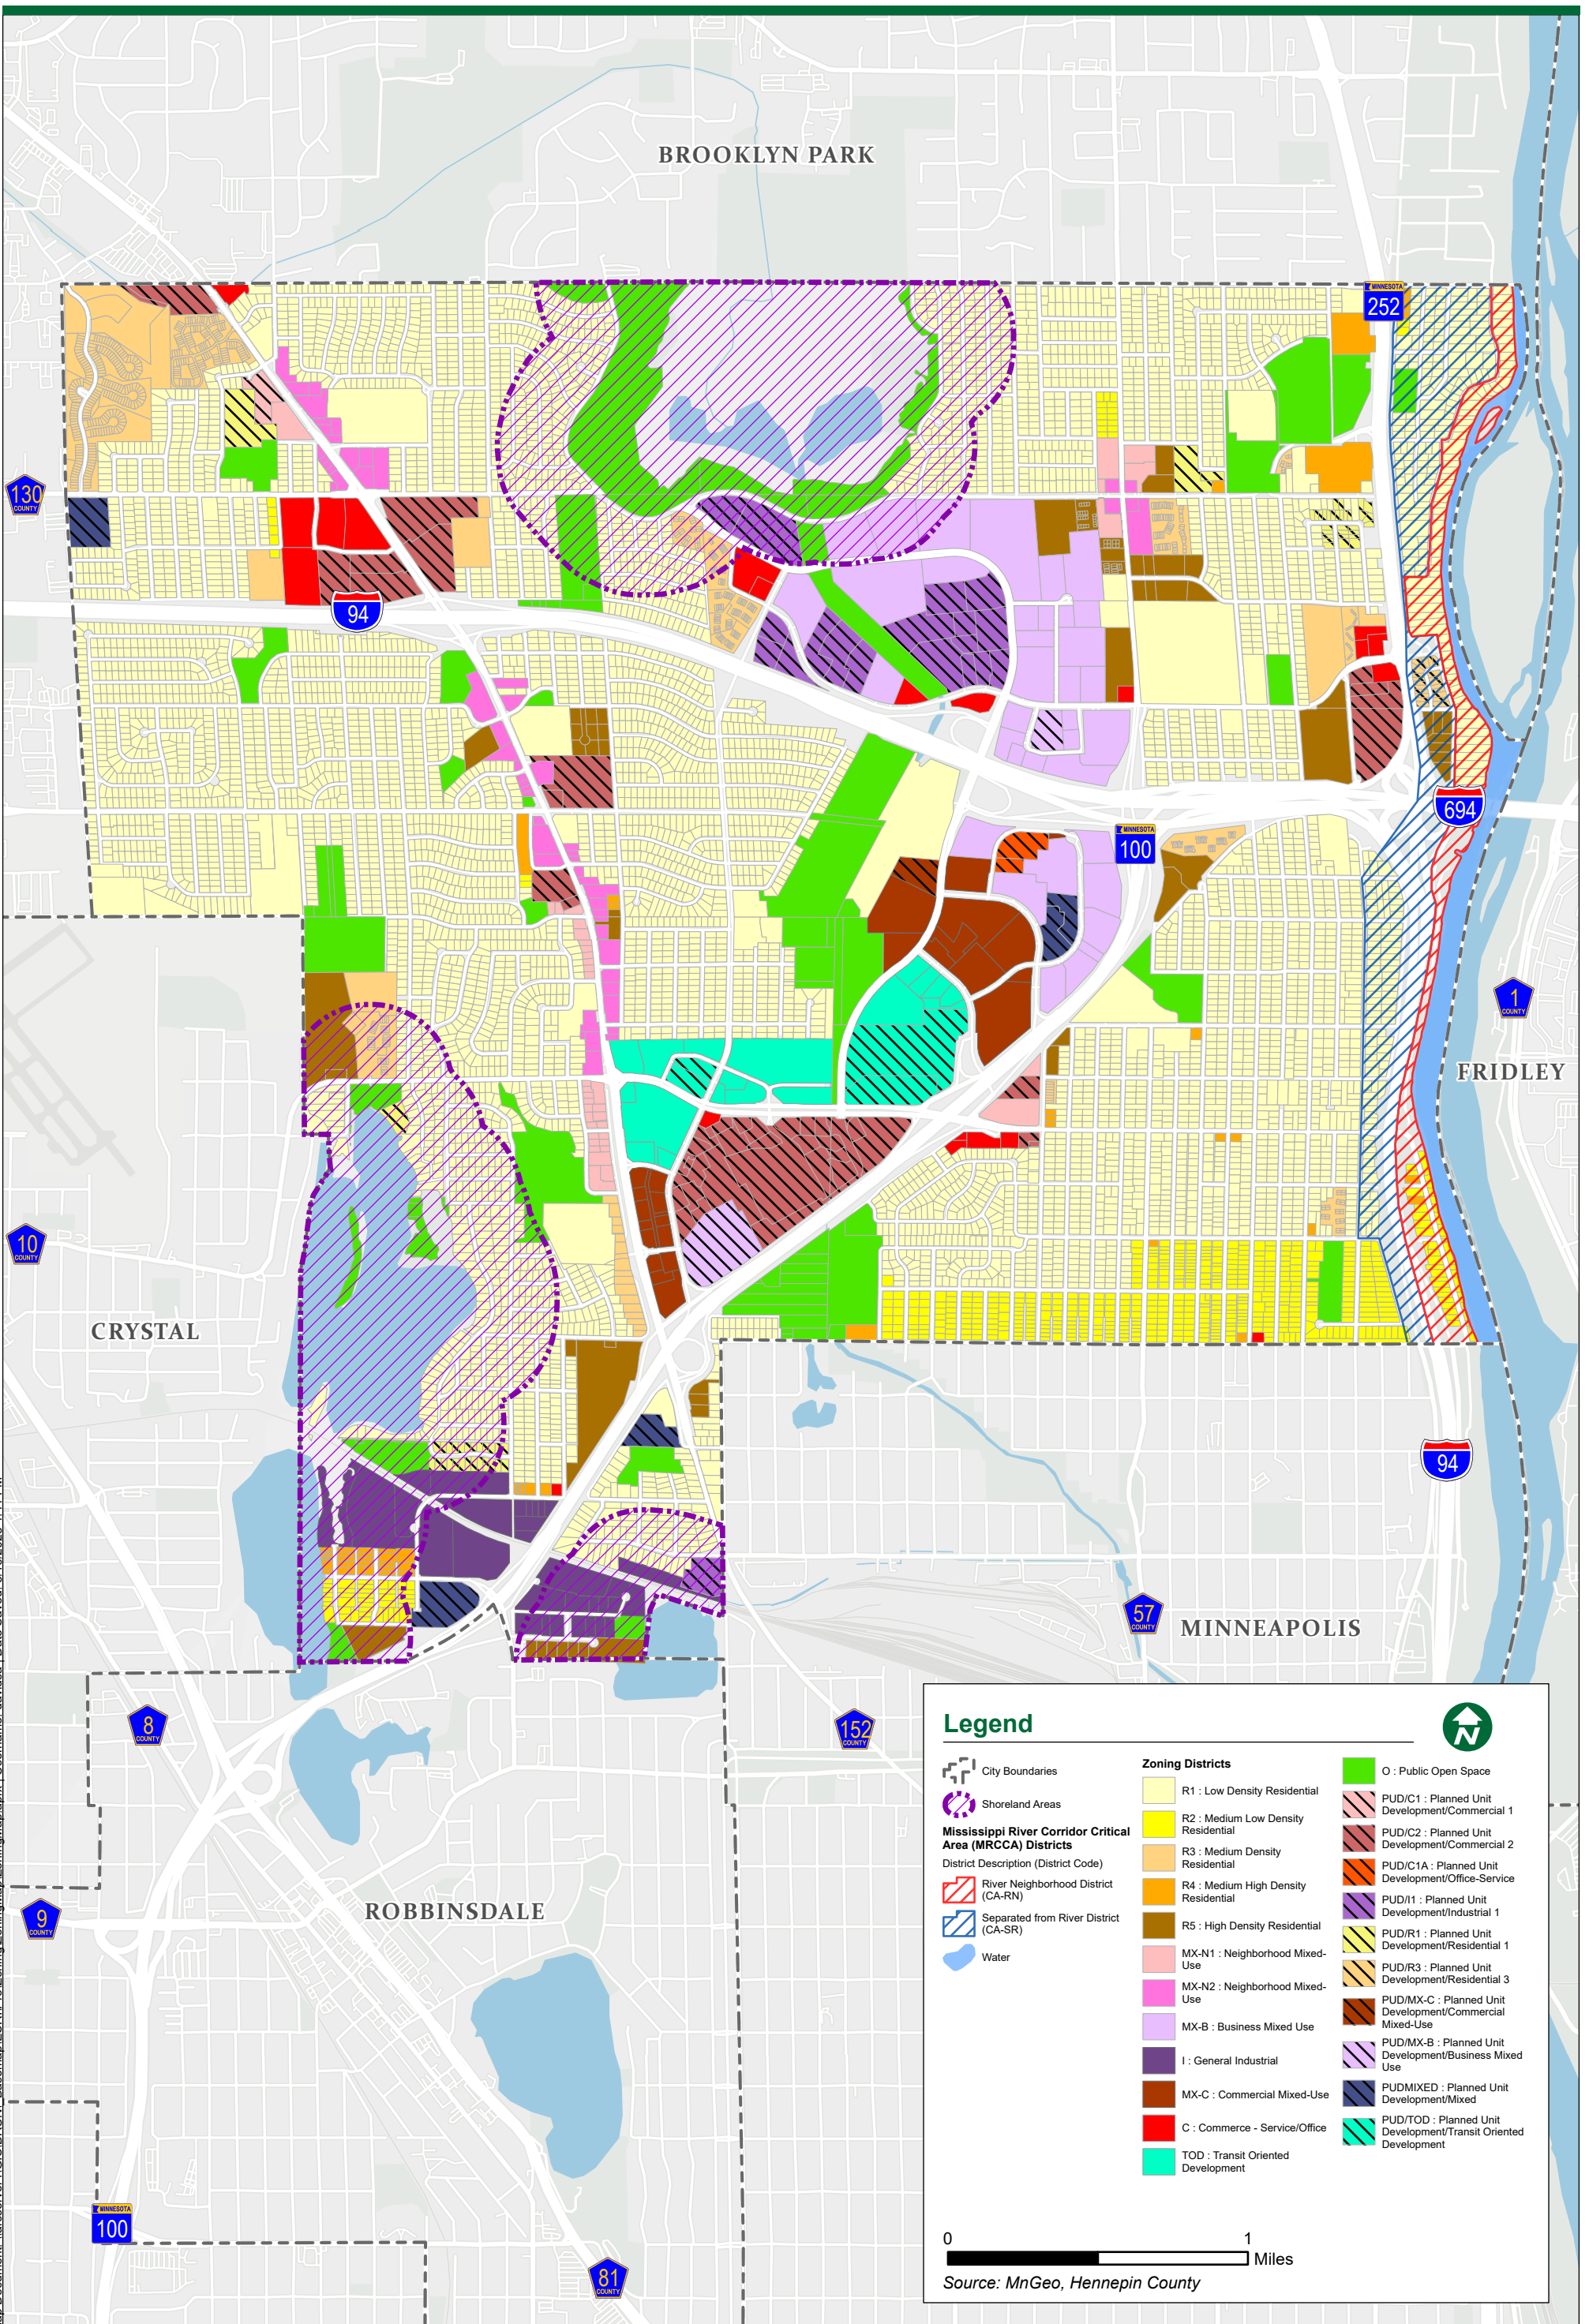 BROOKLYN PARK
MINNESOTA
252
130
COUNTY
94
694
MINNESOTA
100
1
COUNTY
FRIDLEY
10
COUNTY
CRYSTAL
94
57
COUNTY
MINNEAPOLIS
8
COUNTY
152
COUNTY
9
COUNTY
ROBBINSDALE
MINNESOTA
100
81
COUNTY
Legend
N
City Boundaries
Shoreland Areas
Mississippi River Corridor Critical
Area (MRCCA) Districts
District Description (District Code)
River Neighborhood District
(CA-RN)
Separated from River District
(CA-SR)
Water
Zoning Districts
R1 : Low Density Residential
R2 : Medium Low Density
Residential
R3 : Medium Density
Residential
R4 : Medium High Density
Residential
R5 : High Density Residential
MX-N1 : Neighborhood Mixed-
Use
MX-N2 : Neighborhood Mixed-
Use
MX-B : Business Mixed Use
I : General Industrial
MX-C : Commercial Mixed-Use
C : Commerce - Service/Office
TOD : Transit Oriented
Development
O : Public Open Space
PUD/C1 : Planned Unit
Development/Commercial 1
PUD/C2 : Planned Unit
Development/Commercial 2
PUD/C1A : Planned Unit
Development/Office-Service
PUD/I1 : Planned Unit
Development/Industrial 1
PUD/R1 : Planned Unit
Development/Residential 1
PUD/R3 : Planned Unit
Development/Residential 3
PUD/MX-C : Planned Unit
Development/Commercial
Mixed-Use
PUD/MX-B : Planned Unit
Development/Business Mixed
Use
PUDMIXED : Planned Unit
Development/Mixed
PUD/TOD : Planned Unit
Development/Transit Oriented
Development
0 1
Miles
Source: MnGeo, Hennepin County